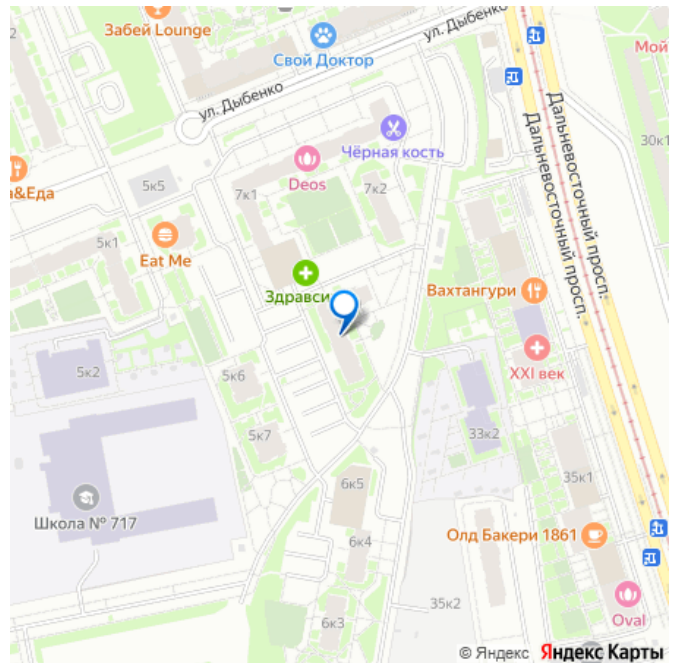 Забей Lounge
Свой Доктор
ул. Дыбенко
ул. Дыбенко
Мой
Чёрная кость
30к1
Deos
5к5
7к1
7к2
а&Еда
Дальневосточный просп.
Дальневосточный просп.
5к1
Eat Me
Здравси
Вахтангури
XXI век
5к2
5к6
5к7
33к2
35к1
6к5
Школа № 717
Олд Бакери 1861
6к4
35к2
6к3
Oval
© Яндекс Яндекс Карты